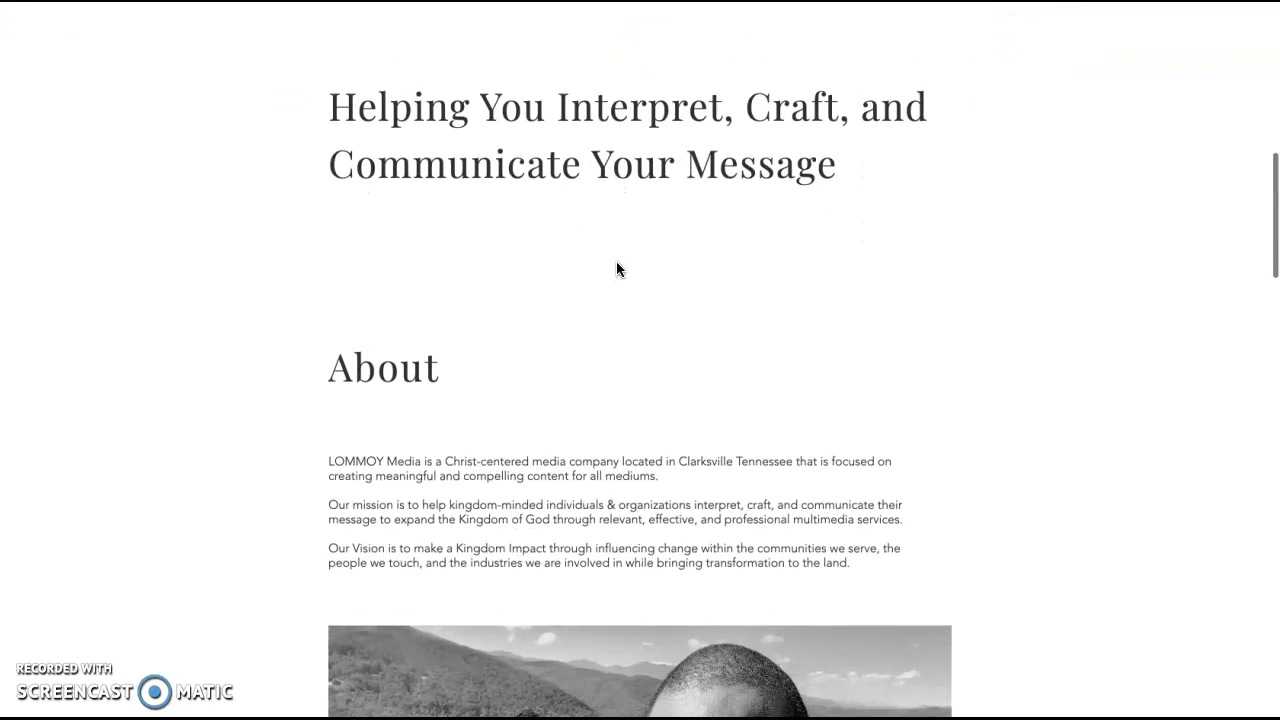 Helping You Interpret, Craft, and
Communicate Your Message
About
LOMMOY Media is a Christ-centered media company located in Clarksville Tennessee that is focused on
creating meaningful and compelling content for all mediums.
Our mission is to help kingdom-minded individuals & organizations interpret, craft, and communicate their
message to expand the Kingdom of God through relevant, effective, and professional multimedia services.
Our Vision is to make a Kingdom Impact through influencing change within the communities we serve, the
people we touch, and the industries we are involved in while bringing transformation to the land.
RECORDED WITH
SCREENCAST MATIC